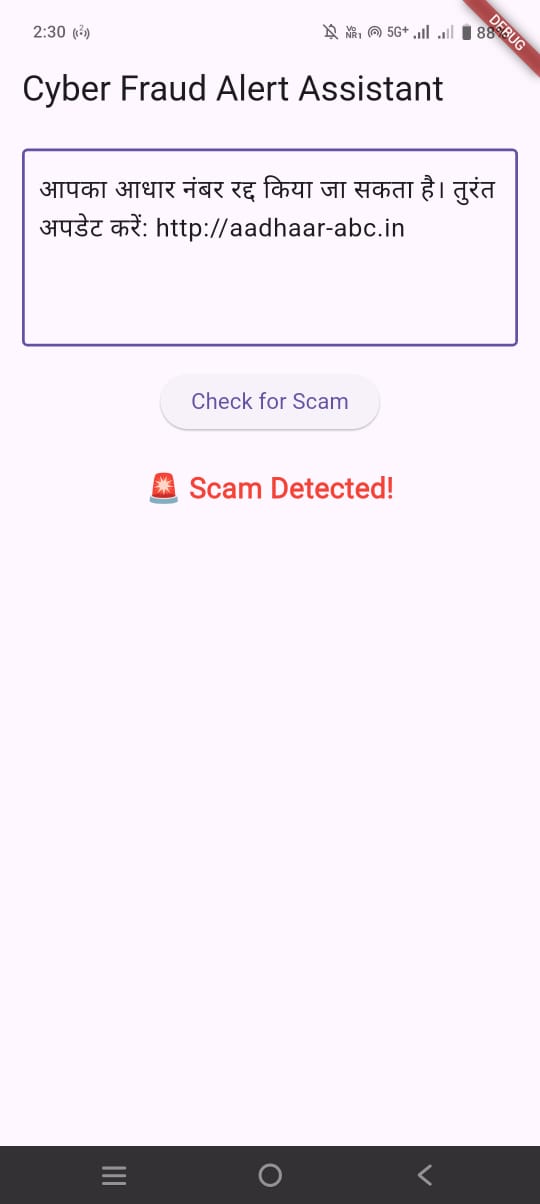 2:30
5G+
88%
DEBUG
Cyber Fraud Alert Assistant
आपका आधार नंबर रद्द किया जा सकता है। तुरंत
अपडेट करें: http://aadhaar-abc.in
Check for Scam
🚨 Scam Detected!